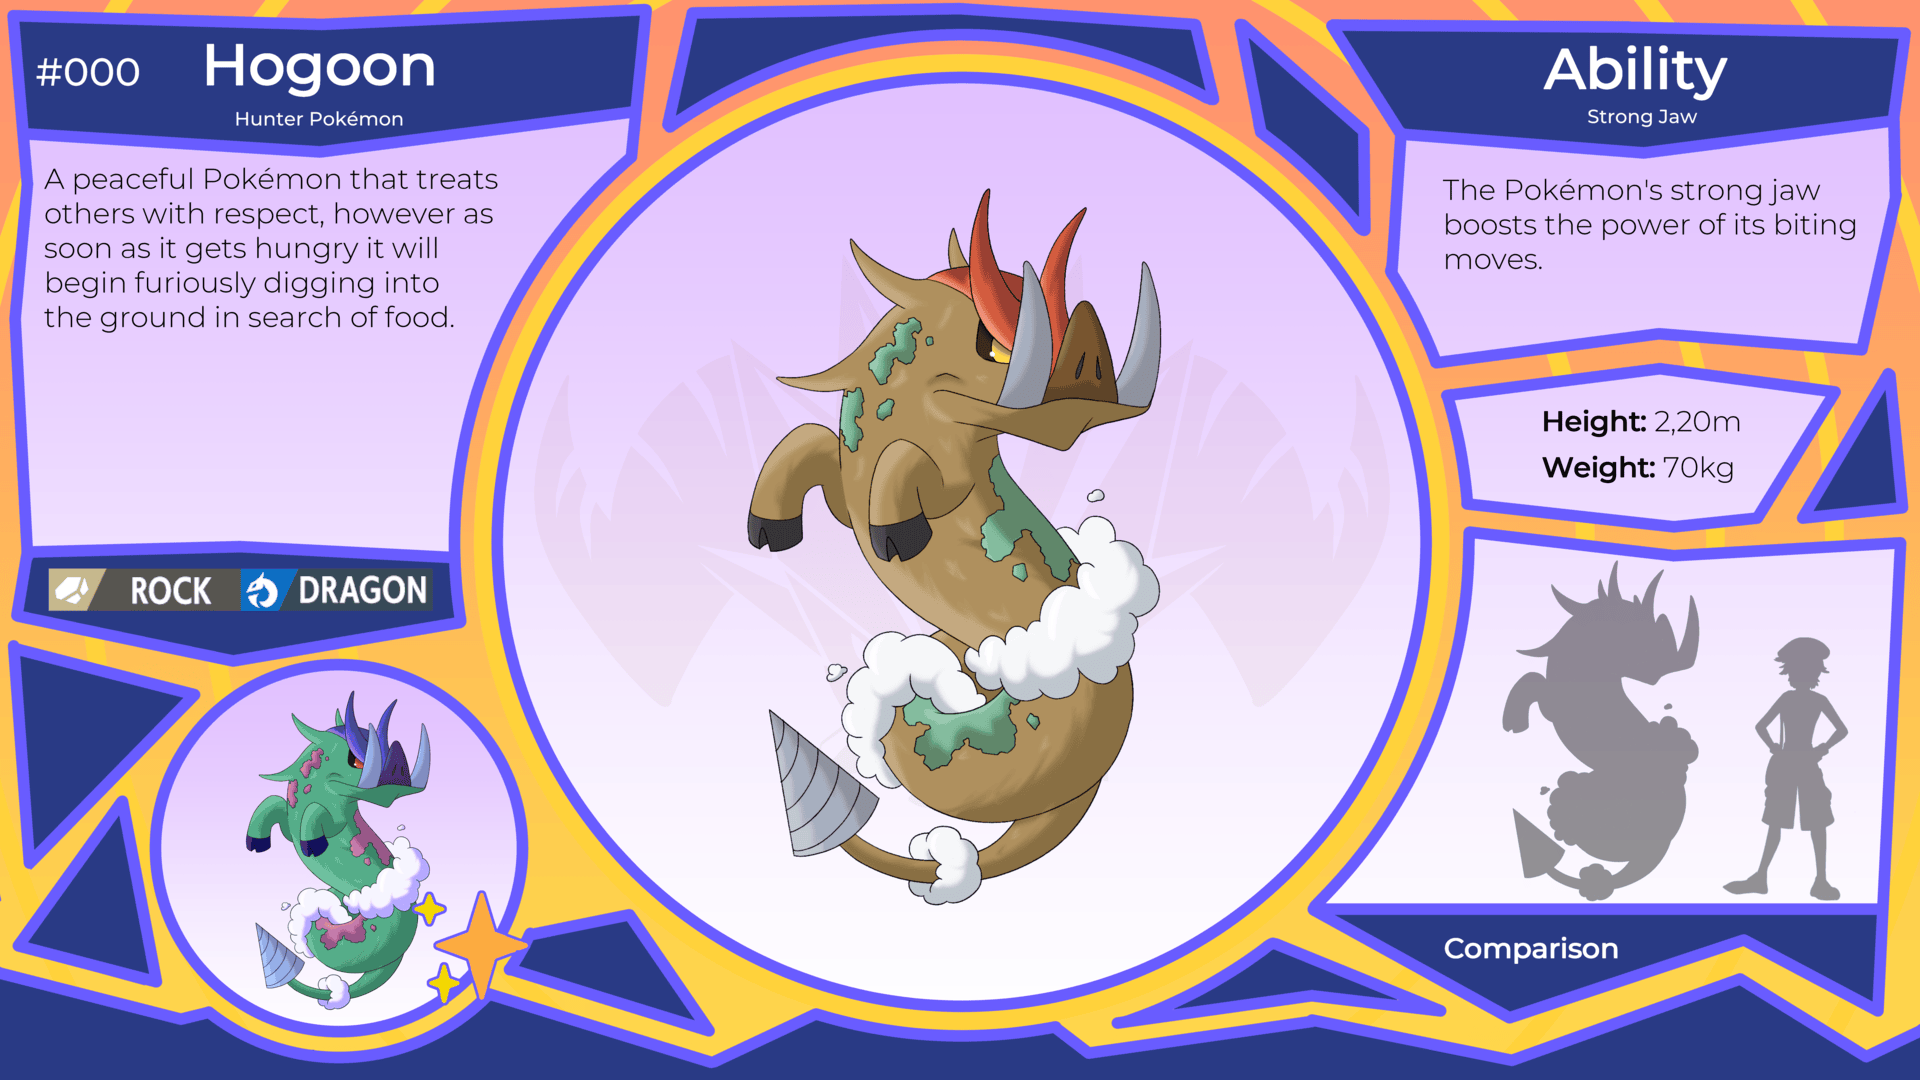 #000
Hogoon
Hunter Pokémon
A peaceful Pokémon that treats
others with respect, however as
soon as it gets hungry it will
begin furiously digging into
the ground in search of food.
ROCK
DRAGON
Ability
Strong Jaw
The Pokémon's strong jaw
boosts the power of its biting
moves.
Height: 2,20m
Weight: 70kg
Comparison